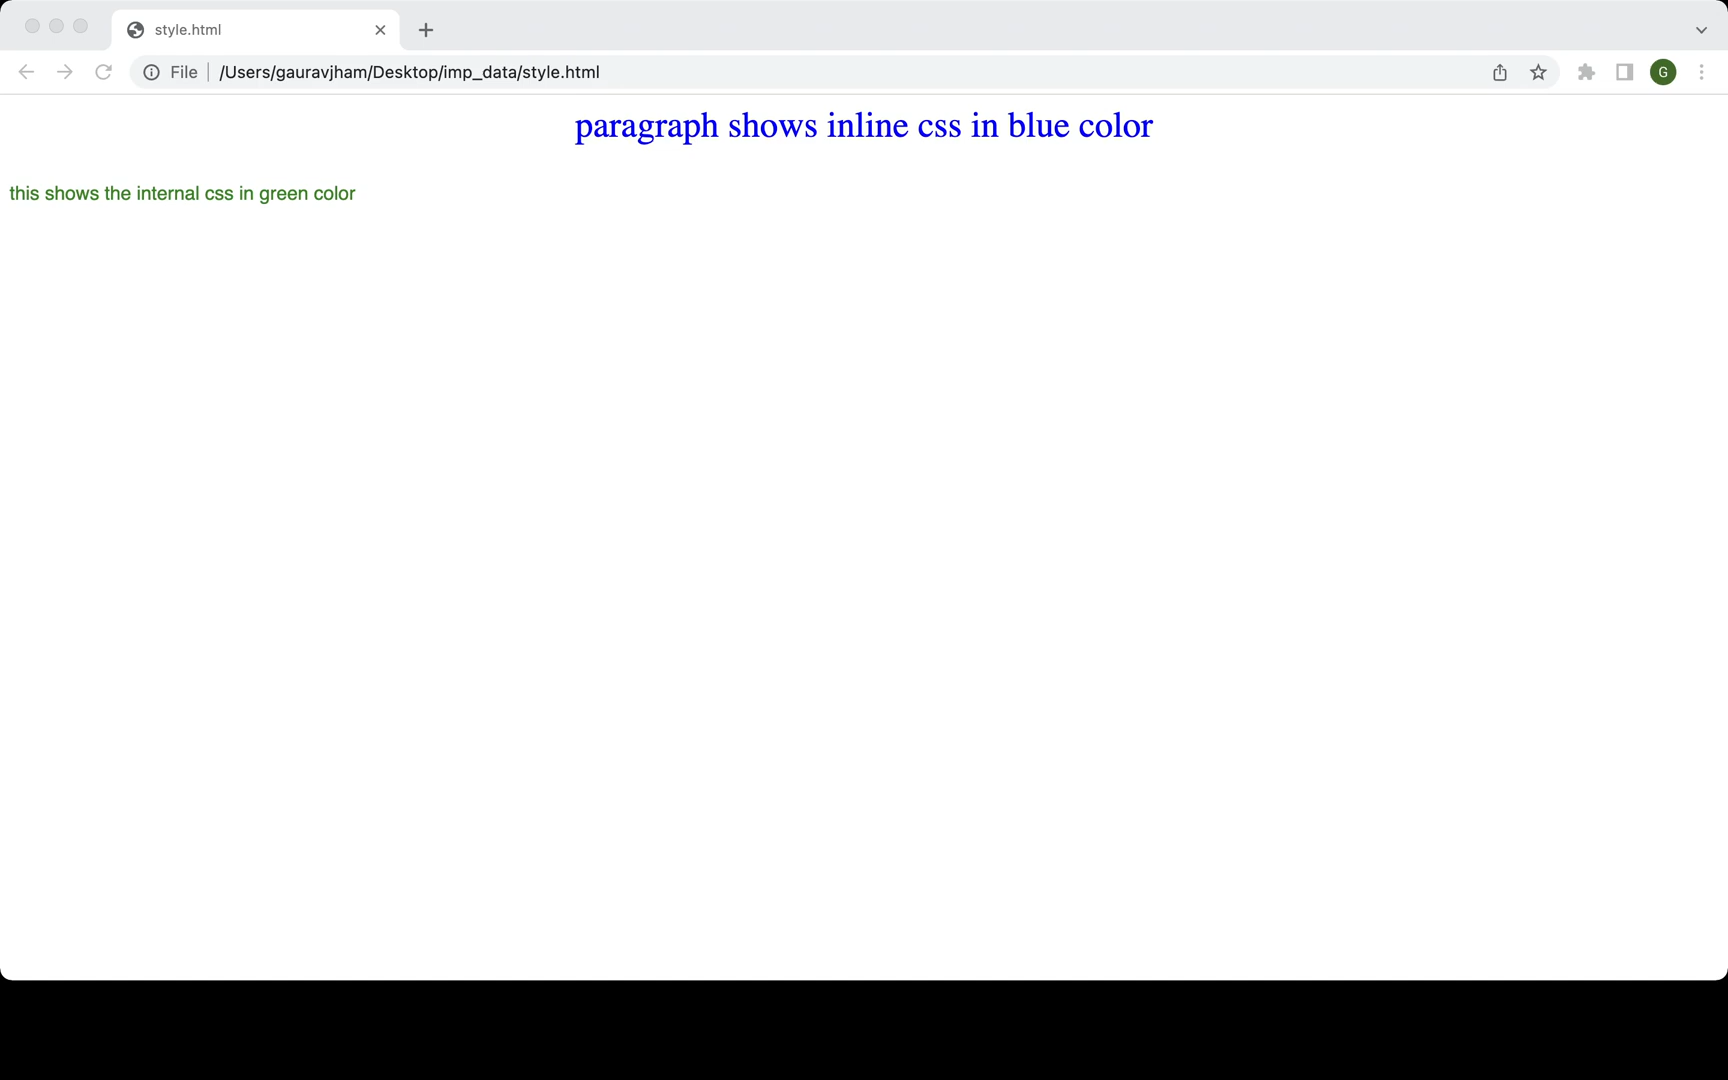 style.html
File /Users/gauravjham/Desktop/imp_data/style.html
G
paragraph shows inline css in blue color
this shows the internal css in green color